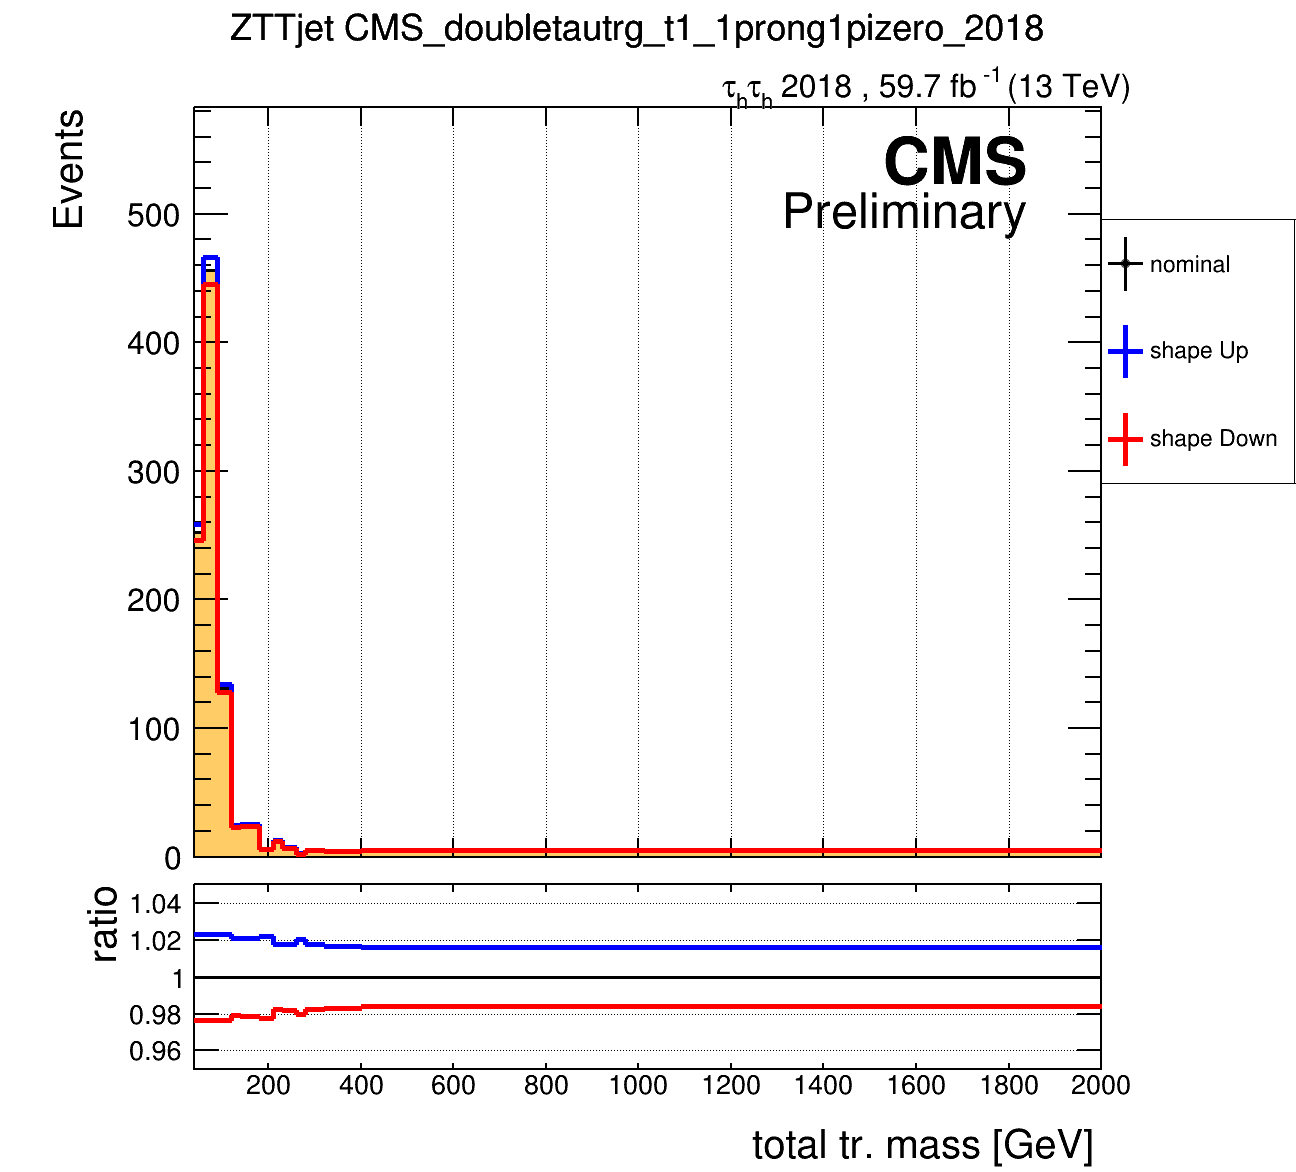 ZTTjet CMS_doubletautrg_t1_1prong1pizero_2018
τhτh 2018 , 59.7 fb-1 (13 TeV)
Events
CMS
Preliminary
500
400
300
200
100
0
nominal
shape Up
shape Down
ratio
1.04
1.02
1
0.98
0.96
200 400 600 800 1000 1200 1400 1600 1800 2000
total tr. mass [GeV]